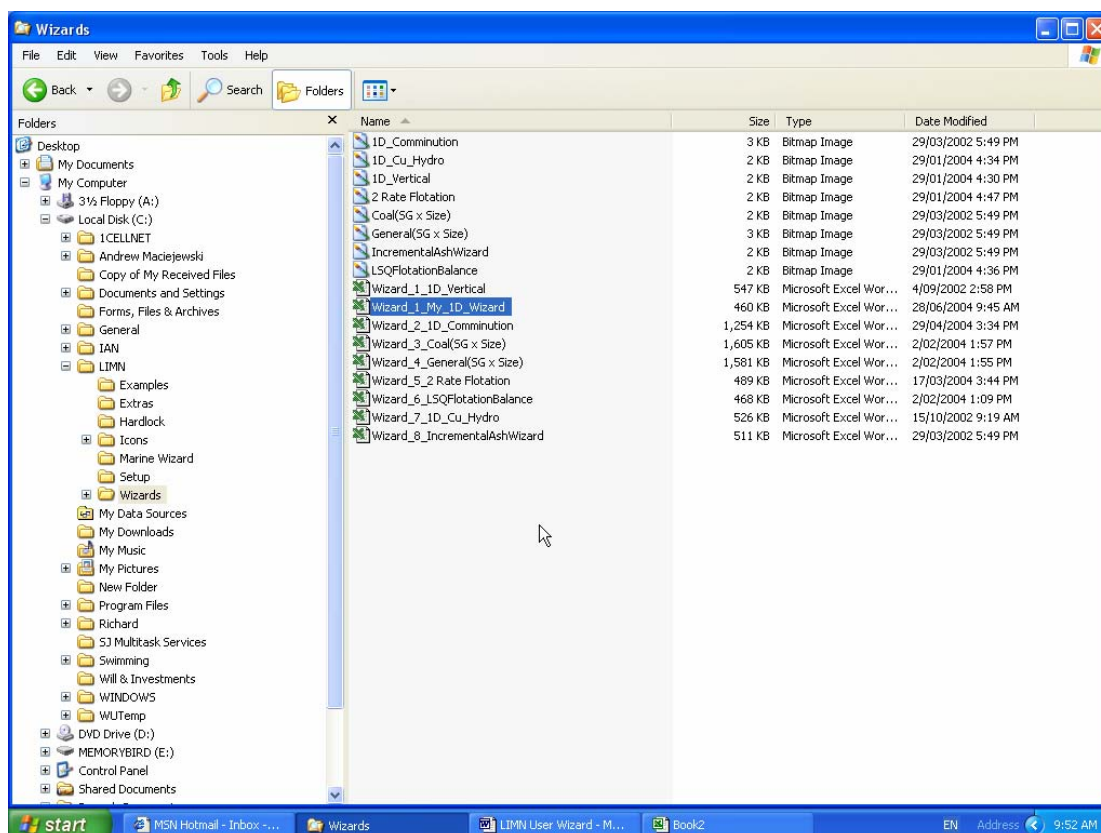 Wizards
File Edit View Favorites Tools Help
Back Search Folders
Folders
Desktop
My Documents
My Computer
3½ Floppy (A:)
Local Disk (C:)
1CELLNET
Andrew Maciejewski
Copy of My Received Files
Documents and Settings
Forms, Files & Archives
General
IAN
LIMN
Examples
Extras
Hardlock
Icons
Marine Wizard
Setup
Wizards
My Data Sources
My Downloads
My Music
My Pictures
New Folder
Program Files
Richard
SJ Multitask Services
Swimming
Will & Investments
WINDOWS
WUTemp
DVD Drive (D:)
MEMORYBIRD (E:)
Control Panel
Shared Documents
Name Size Type Date Modified
1D_Comminution 3 KB Bitmap Image 29/03/2002 5:49 PM
1D_Cu_Hydro 2 KB Bitmap Image 29/01/2004 4:34 PM
1D_Vertical 2 KB Bitmap Image 29/01/2004 4:30 PM
2 Rate Flotation 2 KB Bitmap Image 29/01/2004 4:47 PM
Coal(SG x Size) 2 KB Bitmap Image 29/03/2002 5:49 PM
General(SG x Size) 3 KB Bitmap Image 29/03/2002 5:49 PM
IncrementalAshWizard 2 KB Bitmap Image 29/03/2002 5:49 PM
LSQFlotationBalance 2 KB Bitmap Image 29/01/2004 4:36 PM
Wizard_1_1D_Vertical 547 KB Microsoft Excel Wor... 4/09/2002 2:58 PM
Wizard_1_My_1D_Wizard 460 KB Microsoft Excel Wor... 28/06/2004 9:45 AM
Wizard_2_1D_Comminution 1,254 KB Microsoft Excel Wor... 29/04/2004 3:34 PM
Wizard_3_Coal(SG x Size) 1,605 KB Microsoft Excel Wor... 2/02/2004 1:57 PM
Wizard_4_General(SG x Size) 1,581 KB Microsoft Excel Wor... 2/02/2004 1:55 PM
Wizard_5_2 Rate Flotation 489 KB Microsoft Excel Wor... 17/03/2004 3:44 PM
Wizard_6_LSQFlotationBalance 468 KB Microsoft Excel Wor... 2/02/2004 1:09 PM
Wizard_7_1D_Cu_Hydro 526 KB Microsoft Excel Wor... 15/10/2002 9:19 AM
Wizard_8_IncrementalAshWizard 511 KB Microsoft Excel Wor... 29/03/2002 5:49 PM
start MSN Hotmail - Inbox -... Wizards LIMN User Wizard - M... Book2 EN Address 9:52 AM